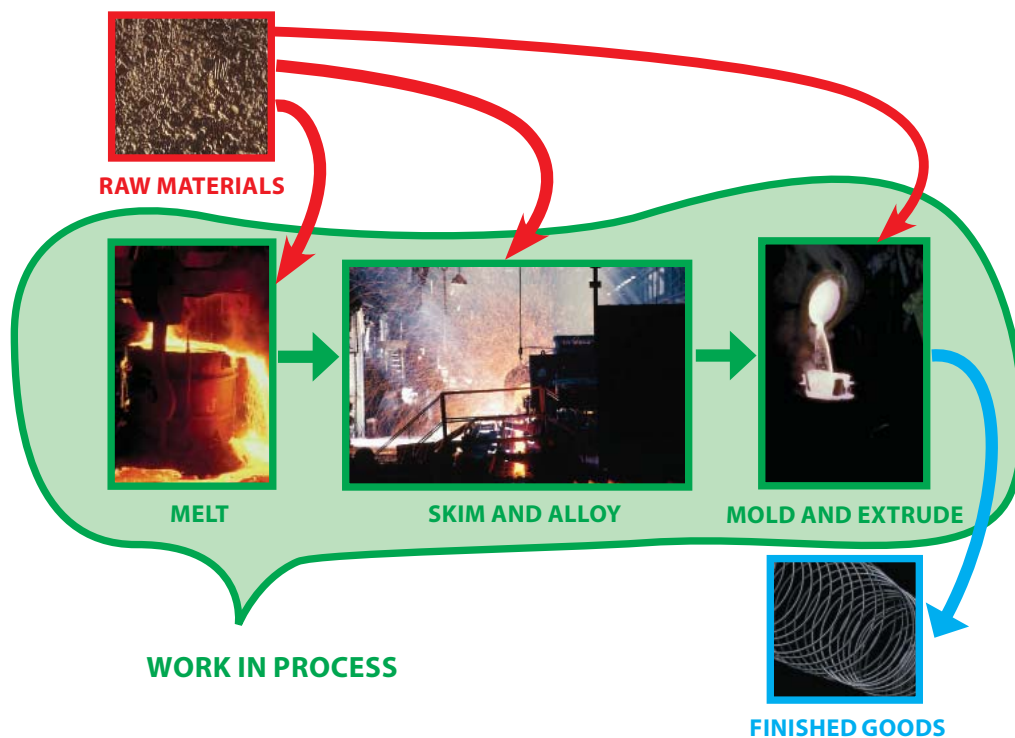 RAW MATERIALS
MELT
SKIM AND ALLOY
MOLD AND EXTRUDE
WORK IN PROCESS
FINISHED GOODS